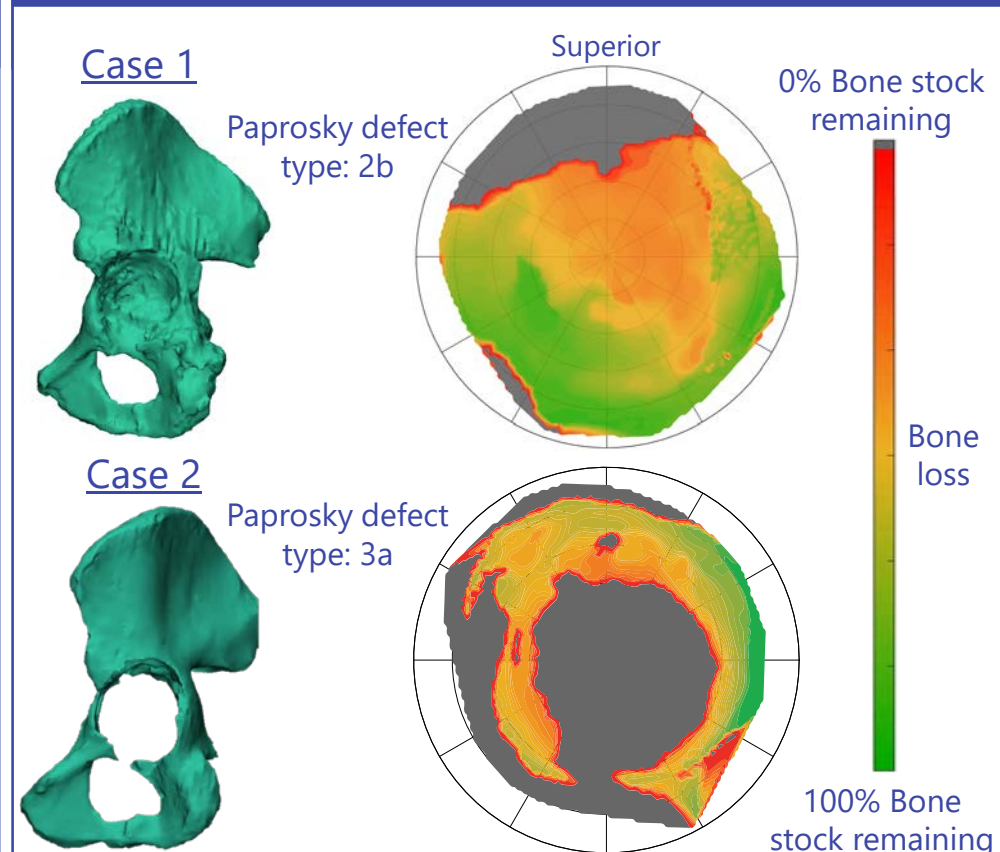 Case 1
Paprosky defect
type: 2b
Superior
0% Bone stock
remaining
Bone
loss
Case 2
Paprosky defect
type: 3a
100% Bone
stock remaining